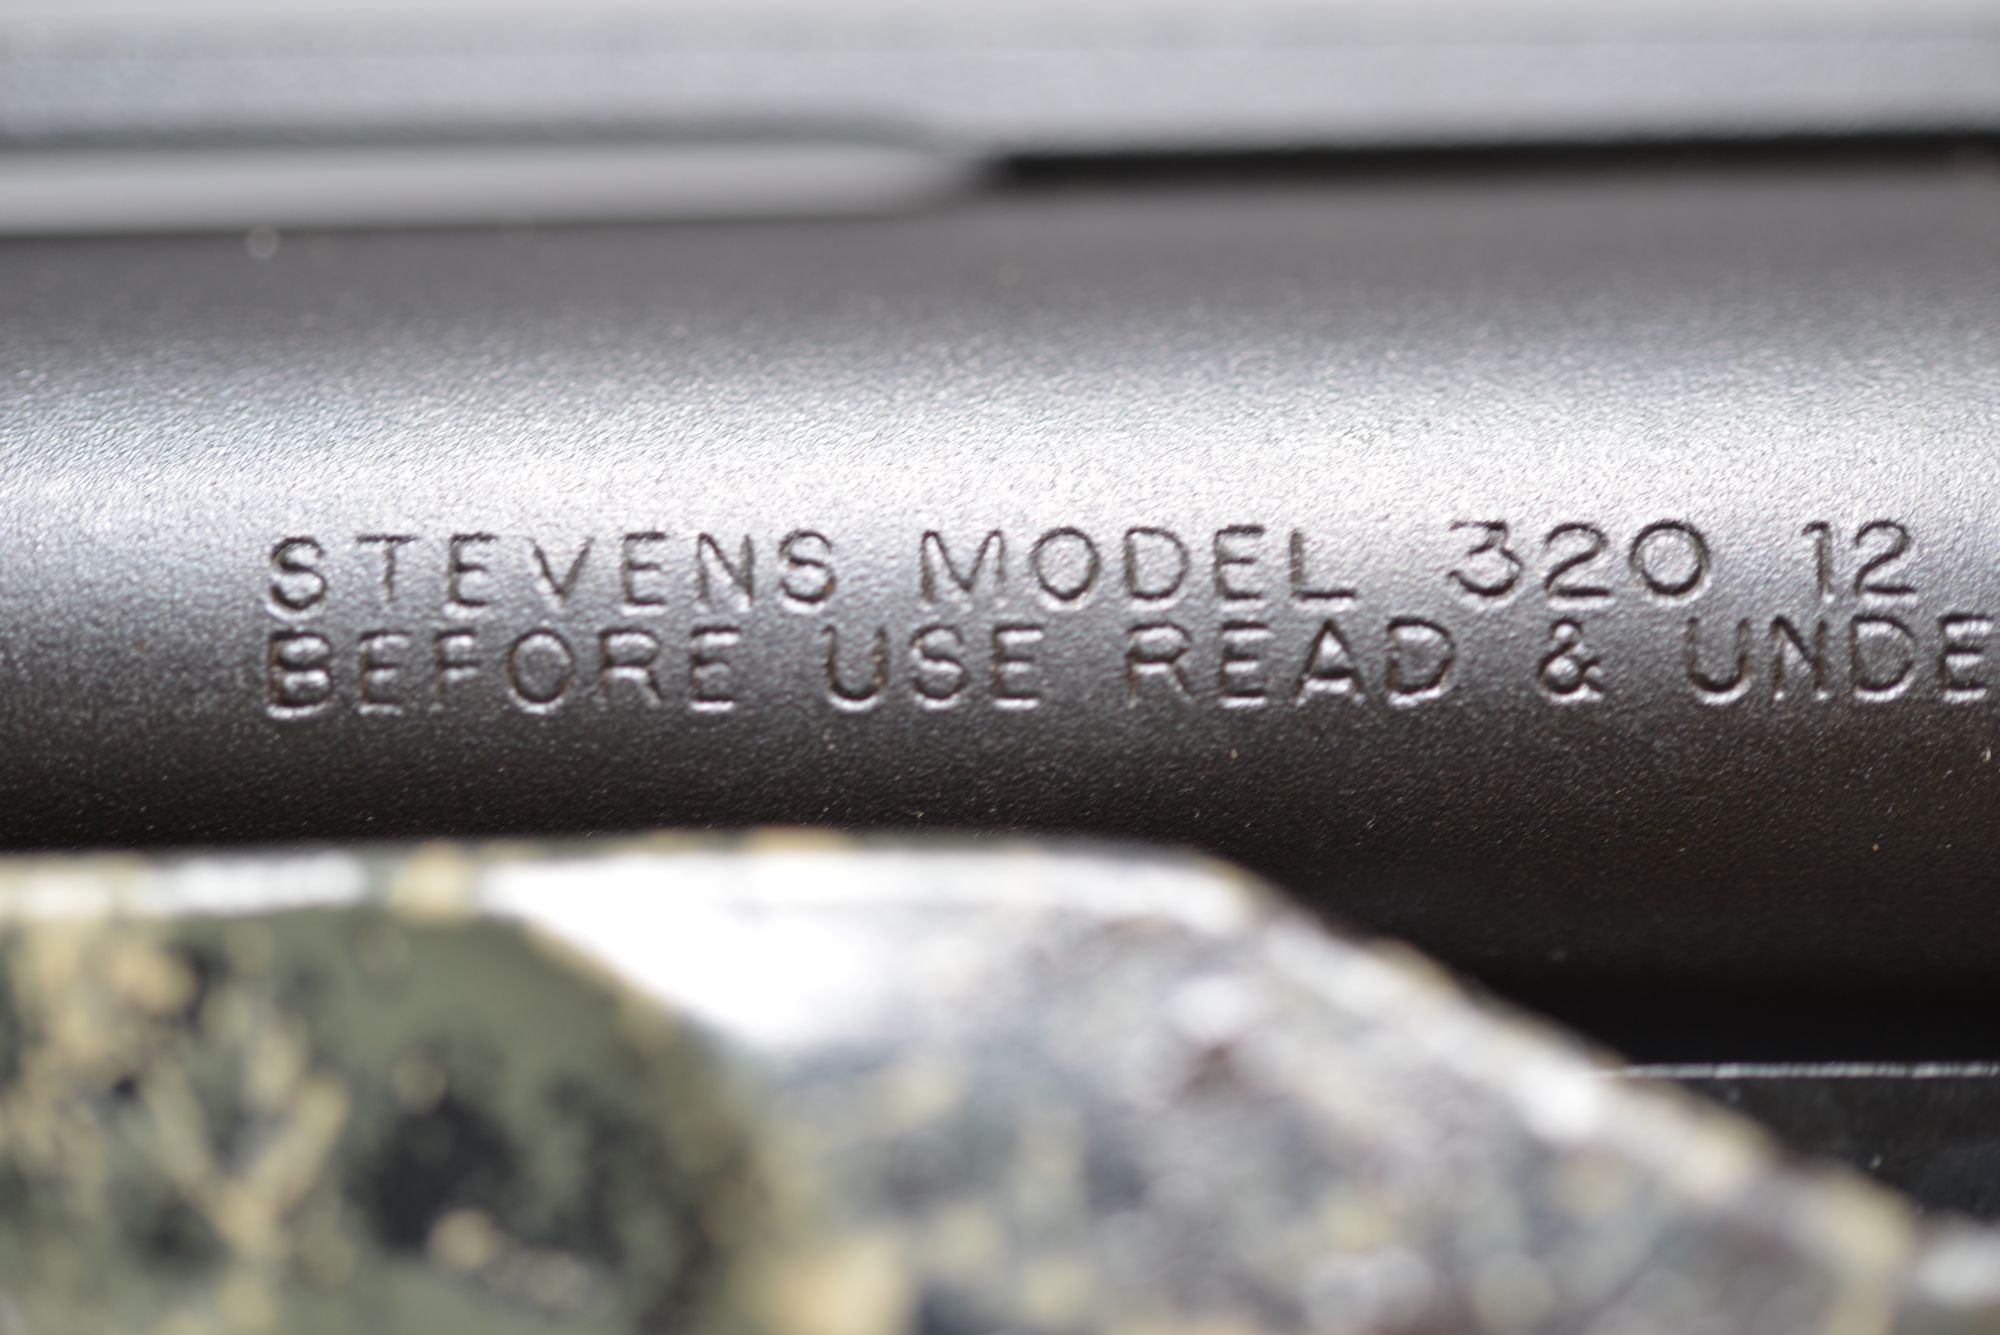 STEVENS MODEL 320 12
BEFORE USE READ & UNDE